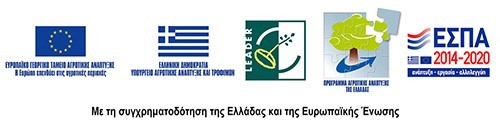 ΕΥΡΩΠΑΪΚΟ ΓΕΩΡΓΙΚΟ ΤΑΜΕΙΟ ΑΓΡΟΤΙΚΗΣ ΑΝΑΠΤΥΞΗΣ
Η Ευρώπη επενδύει στις αγροτικές περιοχές
ΕΛΛΗΝΙΚΗ ΔΗΜΟΚΡΑΤΙΑ
ΥΠΟΥΡΓΕΙΟ ΑΓΡΟΤΙΚΗΣ ΑΝΑΠΤΥΞΗΣ ΚΑΙ ΤΡΟΦΙΜΩΝ
LEADER
ΠΡΟΓΡΑΜΜΑ ΑΓΡΟΤΙΚΗΣ ΑΝΑΠΤΥΞΗΣ
ΤΗΣ ΕΛΛΑΔΑΣ
ΕΣΠΑ
2014-2020
ανάπτυξη - εργασία - αλληλεγγύη
Με τη συγχρηματοδότηση της Ελλάδας και της Ευρωπαϊκής Ένωσης